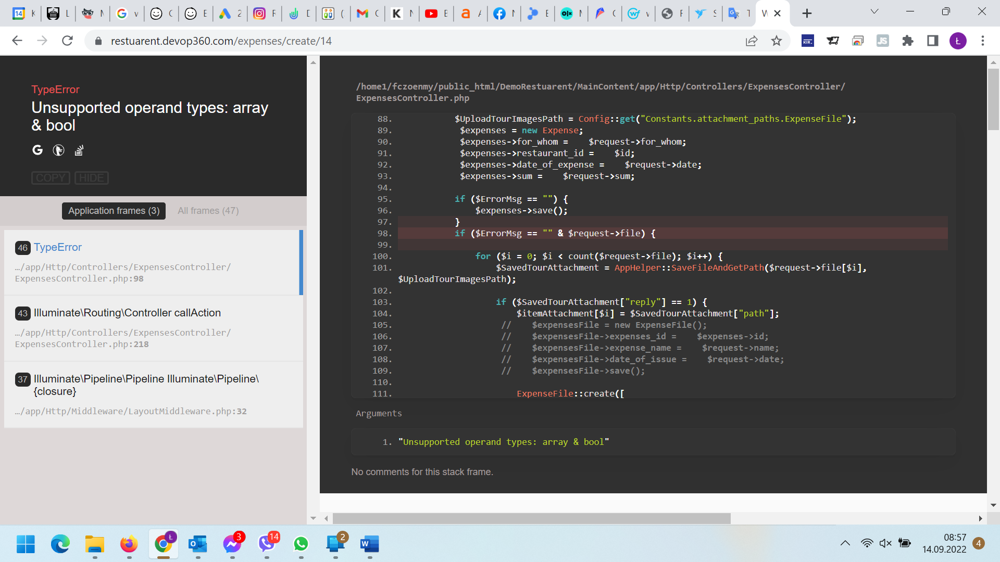 restuarent.devop360.com/expenses/create/14
TypeError
Unsupported operand types: array
& bool
COPY HIDE
Application frames (3) All frames (47)
46 TypeError
…/app/Http/Controllers/ExpensesController/
ExpensesController.php:98
43 Illuminate\Routing\Controller callAction
…/app/Http/Controllers/ExpensesController/
ExpensesController.php:218
37 Illuminate\Pipeline\Pipeline Illuminate\Pipeline\
{closure}
…/app/Http/Middleware/LayoutMiddleware.php:32
/home1/fczoenmy/public_html/DemoRestuarent/MainContent/app/Http/Controllers/ExpensesController/
ExpensesController.php
88. $UploadTourImagesPath = Config::get("Constants.attachment_paths.ExpenseFile");
89. $expenses = new Expense;
90. $expenses->for_whom = $request->for_whom;
91. $expenses->restaurant_id = $id;
92. $expenses->date_of_expense = $request->date;
93. $expenses->sum = $request->sum;
94.
95. if ($ErrorMsg == "") {
96. $expenses->save();
97. }
98. if ($ErrorMsg == "" & $request->file) {
99.
100. for ($i = 0; $i < count($request->file); $i++) {
101. $SavedTourAttachment = AppHelper::SaveFileAndGetPath($request->file[$i],
$UploadTourImagesPath);
102.
103. if ($SavedTourAttachment["reply"] == 1) {
104. $itemAttachment[$i] = $SavedTourAttachment["path"];
105. // $expensesFile = new ExpenseFile();
106. // $expensesFile->expenses_id = $expenses->id;
107. // $expensesFile->expense_name = $request->name;
108. // $expensesFile->date_of_issue = $request->date;
109. // $expensesFile->save();
110.
111. ExpenseFile::create([
Arguments
1. "Unsupported operand types: array & bool"
No comments for this stack frame.
3
14
2
08:57
14.09.2022
4